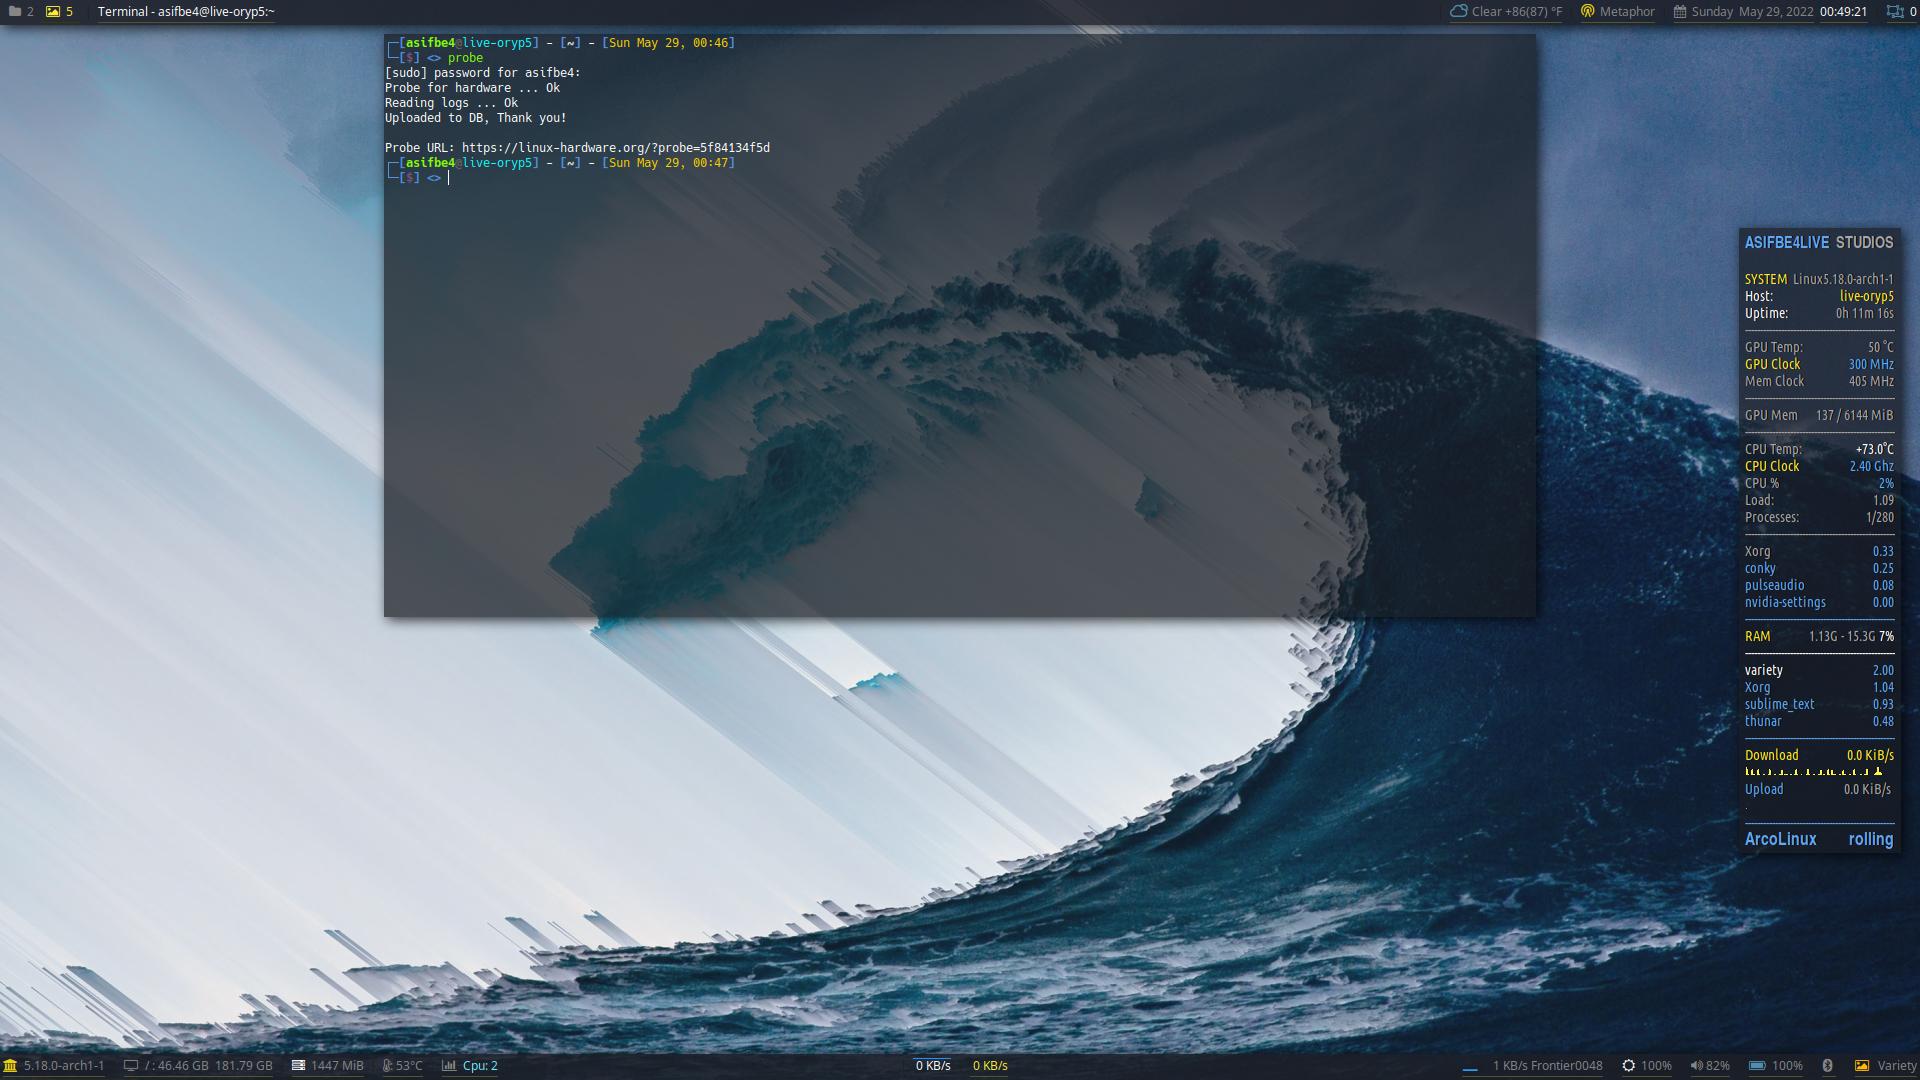 2 5 Terminal - asifbe4@live-oryp5:~ Clear +86(87) °F Metaphor Sunday May 29, 2022 00:49:21 0
[asifbe4@live-oryp5] - [~] - [Sun May 29, 00:46]
[$] <> probe
[sudo] password for asifbe4:
Probe for hardware ... Ok
Reading logs ... Ok
Uploaded to DB, Thank you!
Probe URL: https://linux-hardware.org/?probe=5f84134f5d
[asifbe4@live-oryp5] - [~] - [Sun May 29, 00:47]
[$] <>
ASIFBE4LIVE STUDIOS
SYSTEM Linux5.18.0-arch1-1
Host: live-oryp5
Uptime: 0h 11m 16s
GPU Temp: 50 °C
GPU Clock 300 MHz
Mem Clock 405 MHz
GPU Mem 137 / 6144 MiB
CPU Temp: +73.0°C
CPU Clock 2.40 Ghz
CPU % 2%
Load: 1.09
Processes: 1/280
Xorg 0.33
conky 0.25
pulseaudio 0.08
nvidia-settings 0.00
RAM 1.13G - 15.3G 7%
variety 2.00
Xorg 1.04
sublime_text 0.93
thunar 0.48
Download 0.0 KiB/s
Upload 0.0 KiB/s
ArcoLinux rolling
5.18.0-arch1-1 / : 46.46 GB 181.79 GB 1447 MiB : 53°C Cpu: 2 0 KB/s 0 KB/s 1 KB/s Frontier0048 100% 82% 100% Variety